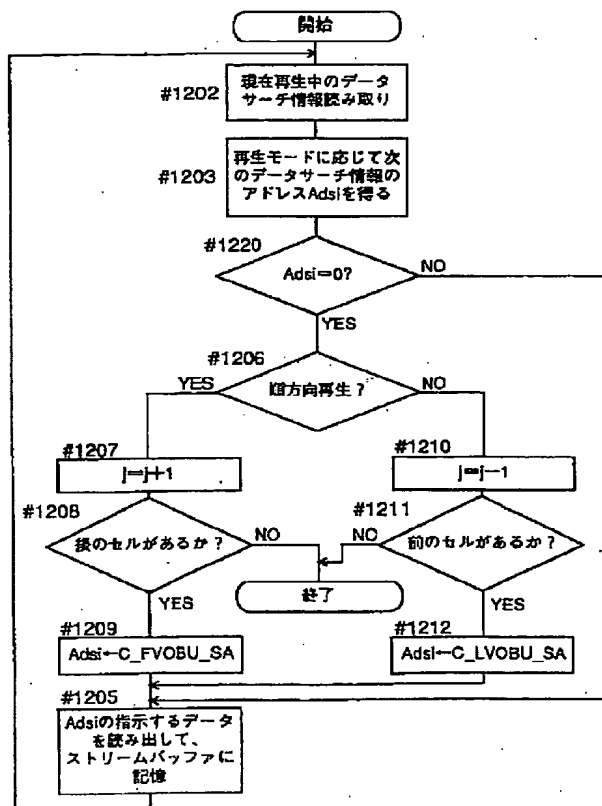 開始
#1202
現在再生中のデータ
サーチ情報読み取り
#1203
再生モードに応じて次
のデータサーチ情報の
アドレスAdsiを得る
#1220
Adsi=0?
NO
YES
#1206
順方向再生?
YES
NO
#1207
j=j+1
#1210
j=j-1
#1208
後のセルがあるか?
NO
YES
#1211
前のセルがあるか?
NO
YES
終了
#1209
Adsi←C_FVOBU_SA
#1212
Adsi←C_LVOBU_SA
#1205
Adsiの指示するデータ
を読み出して、
ストリームバッファに
記憶